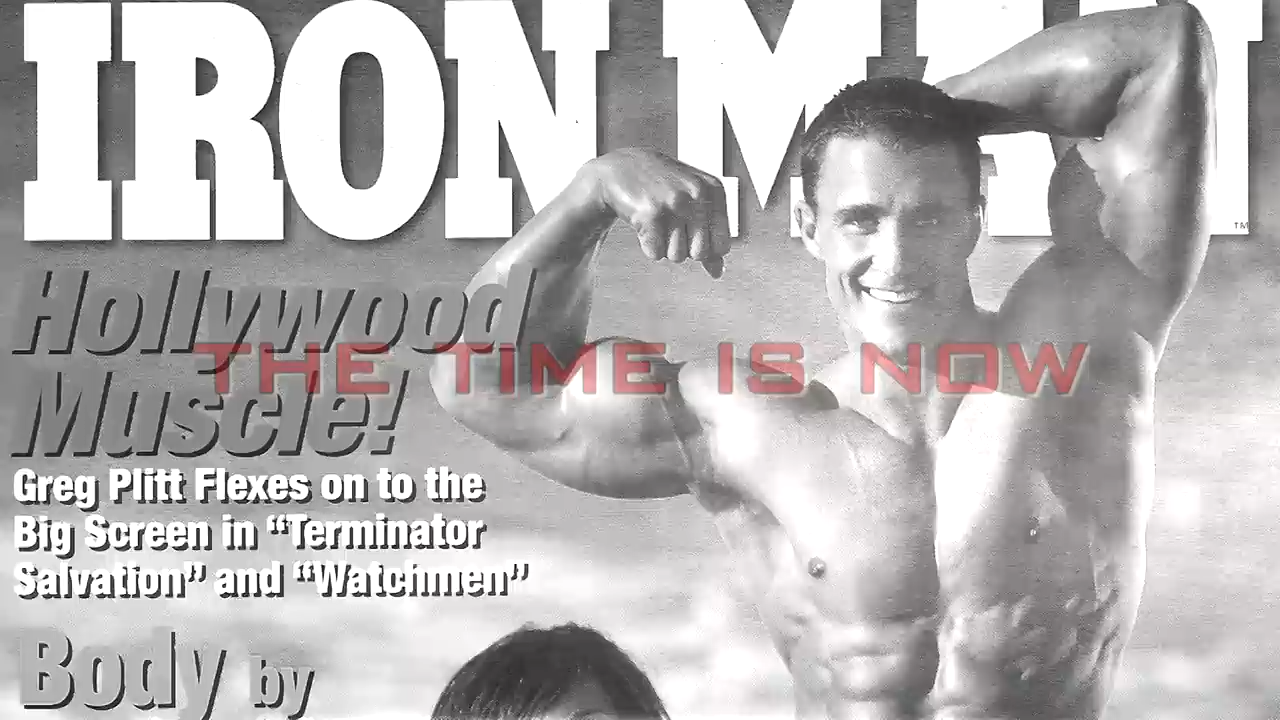 IRON MAN
TM
Hollywood
Muscle!
THE TIME IS NOW
Greg Plitt Flexes on to the
Big Screen in “Terminator
Salvation” and “Watchmen”
Body by